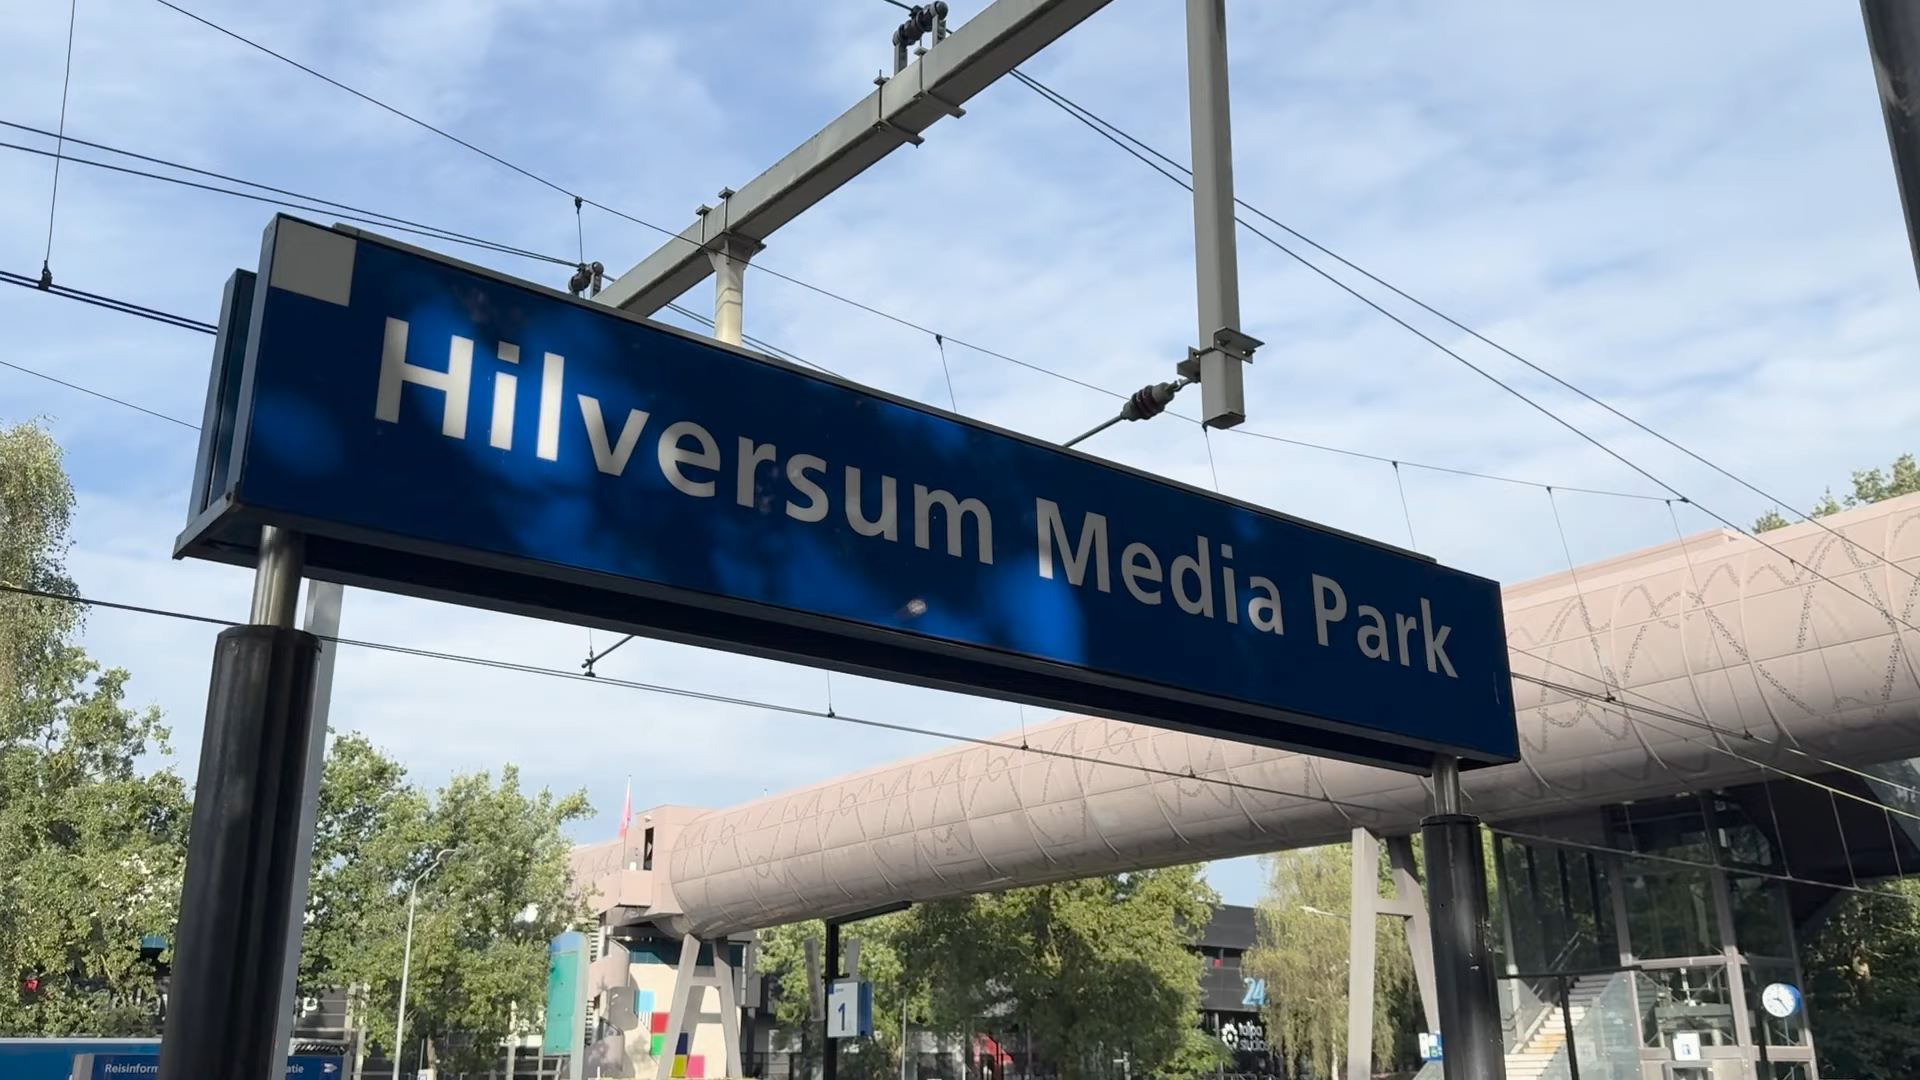 Hilversum Media Park
1
24
talpa
studios
Reisinform
atie